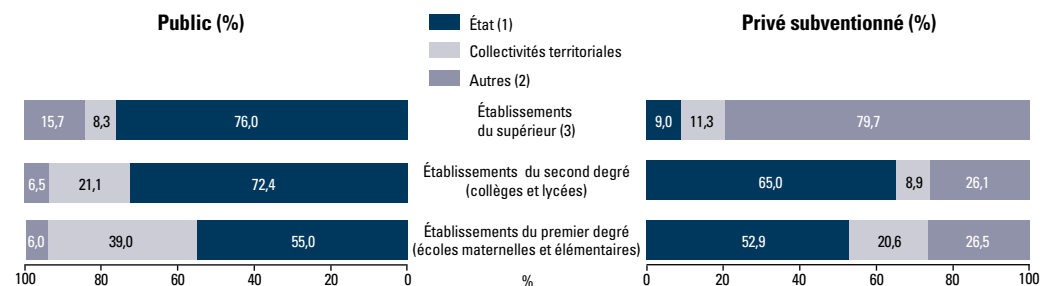 Public (%)
État (1)
Collectivités territoriales
Autres (2)
Privé subventionné (%)
15,7 8,3 76,0
Établissements
du supérieur (3)
9,0 11,3 79,7
6,5 21,1 72,4
Établissements du second degré
(collèges et lycées)
65,0 8,9 26,1
6,0 39,0 55,0
Établissements du premier degré
(écoles maternelles et élémentaires)
52,9 20,6 26,5
100 80 60 40 20 0
%
0 20 40 60 80 100